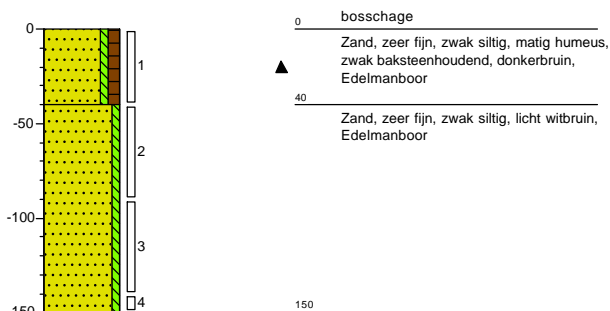 0
bosschage
0
Zand, zeer fijn, zwak siltig, matig humeus,
zwak baksteenhoudend, donkerbruin,
Edelmanboor
1
40
Zand, zeer fijn, zwak siltig, licht witbruin,
Edelmanboor
-50
2
-100
3
4
150
-150